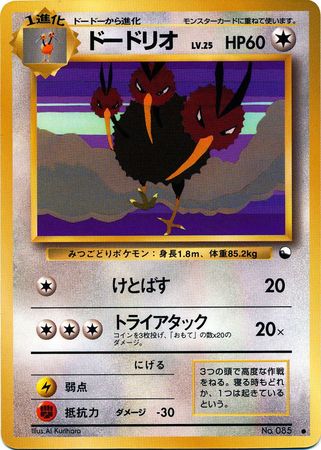 1進化
ドードーから進化
モンスターカードに重ねて使います。
ドードリオ LV.25 HP60
みつごどりポケモン：身長1.8m、体重85.2kg
けとばす 20
トライアタック 20×
コインを3枚投げ、「おもて」の数×20の
ダメージ。
にげる
弱点
抵抗力 ダメージ -30
3つの頭で高度な作戦
をねる。寝る時もどれ
か、1つは起きている
という。
Illus. Ai Kurihara
No. 085